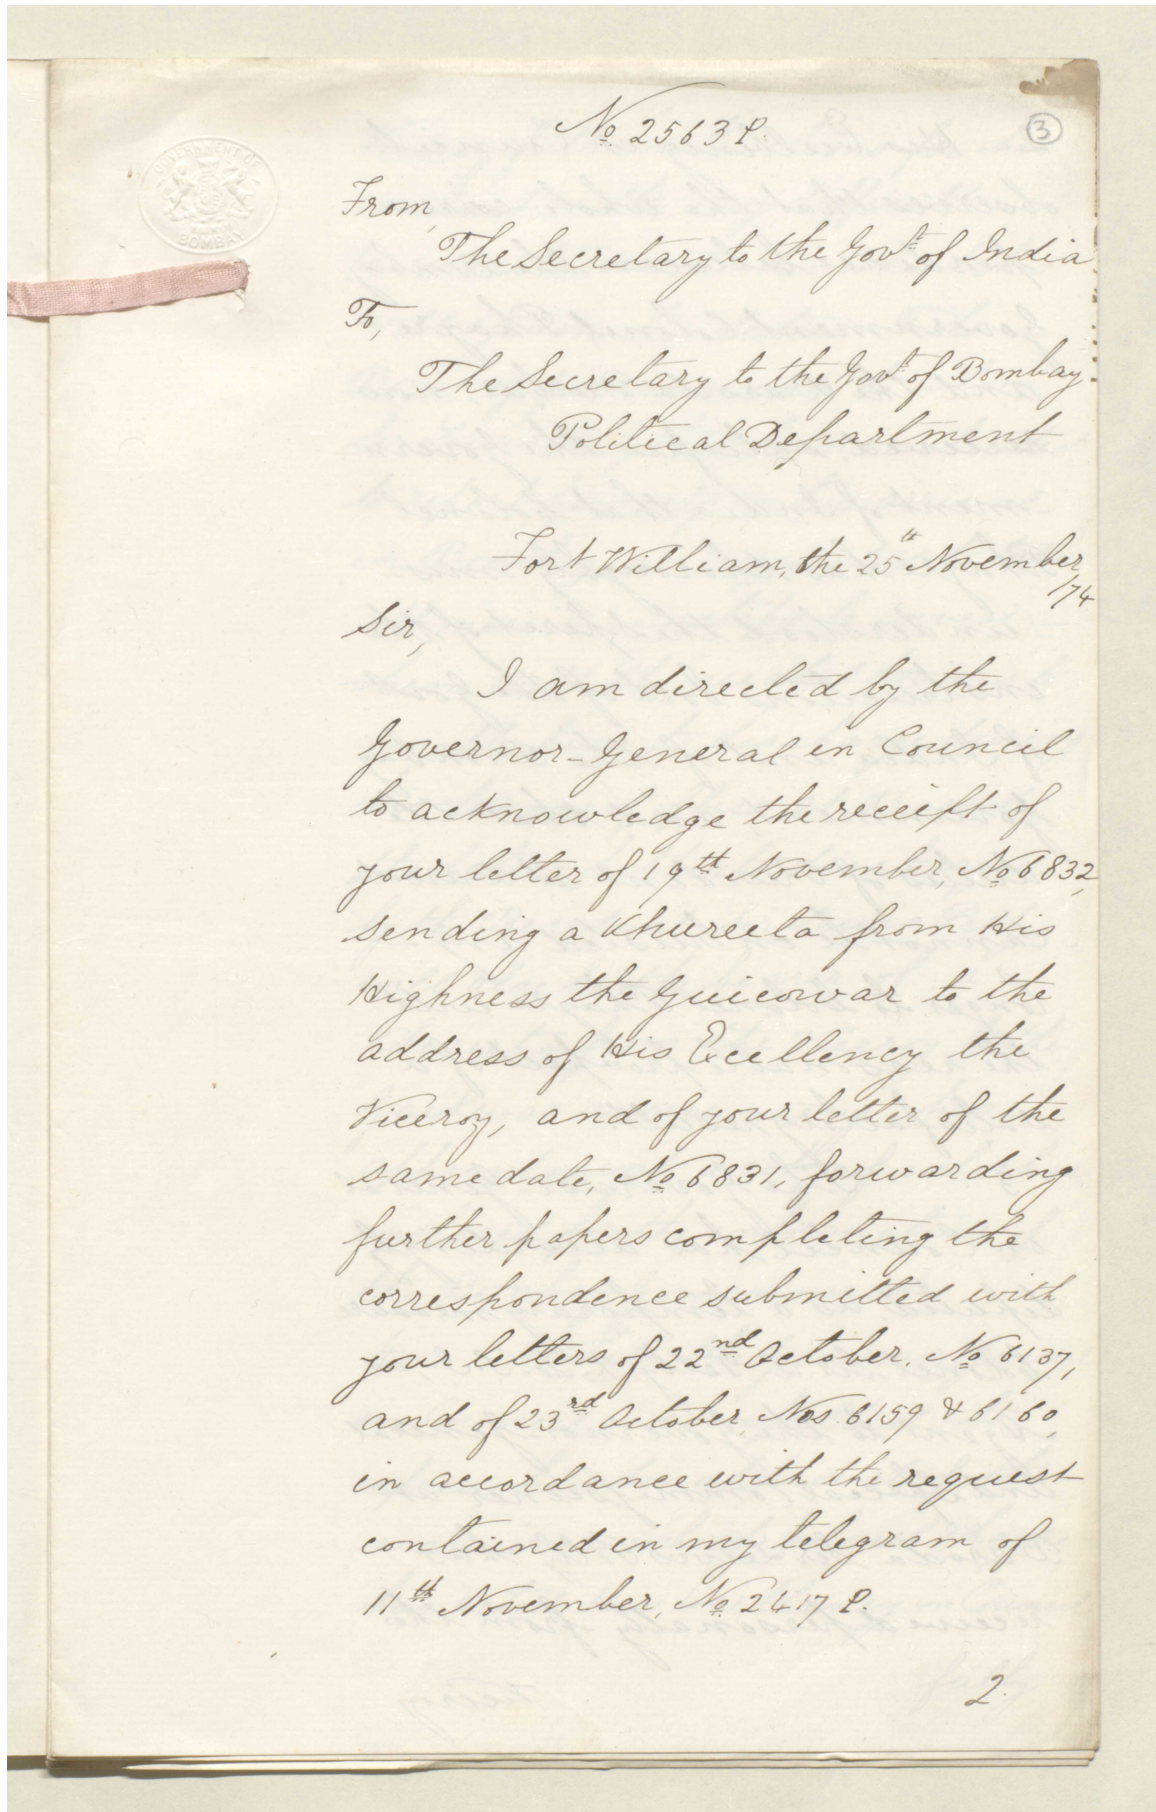 No. 2563 P.
3
GOVERNMENT OF
BOMBAY
From,
The Secretary to the Govt. of India
To,
The Secretary to the Govt. of Bombay.
Political Department
Fort William, the 25th November
/74
Sir,
I am directed by the
Governor-General in Council
to acknowledge the receipt of
your letter of 19th November, No 6832,
sending a Khureeta from His
Highness the Guicowar to the
address of His Excellency the
Viceroy, and of your letter of the
same date, No 6831, forwarding
further papers completing the
correspondence submitted with
your letters of 22nd October, No 6137,
and of 23rd October, Nos. 6159 & 6160,
in accordance with the request
contained in my telegram of
11th November, No 2417 P.
2.